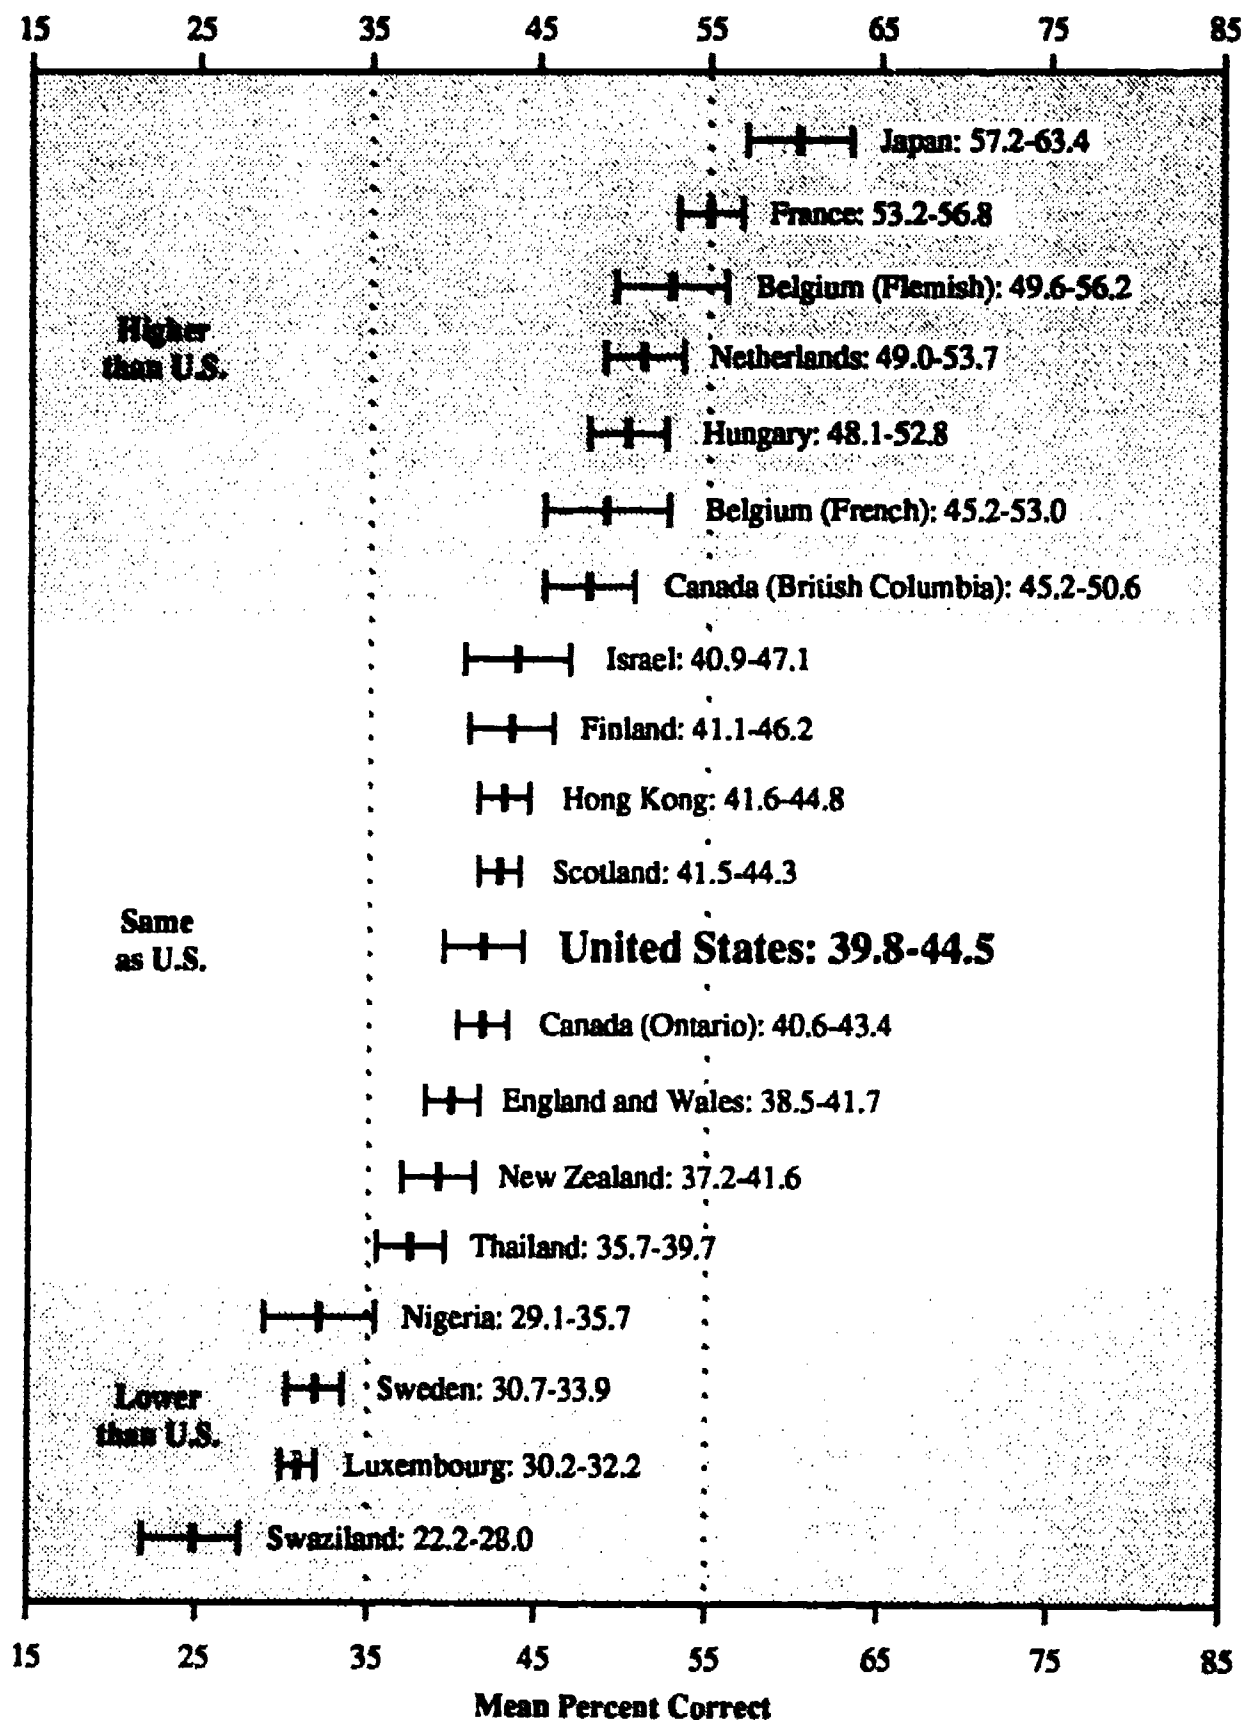 15 25 35 45 55 65 75 85
Japan: 57.2-63.4
France: 53.2-56.8
Belgium (Flemish): 49.6-56.2
Higher
than U.S.
Netherlands: 49.0-53.7
Hungary: 48.1-52.8
Belgium (French): 45.2-53.0
Canada (British Columbia): 45.2-50.6
Israel: 40.9-47.1
Finland: 41.1-46.2
Hong Kong: 41.6-44.8
Scotland: 41.5-44.3
Same
as U.S.
United States: 39.8-44.5
Canada (Ontario): 40.6-43.4
England and Wales: 38.5-41.7
New Zealand: 37.2-41.6
Thailand: 35.7-39.7
Nigeria: 29.1-35.7
Lower
than U.S.
Sweden: 30.7-33.9
Luxembourg: 30.2-32.2
Swaziland: 22.2-28.0
15 25 35 45 55 65 75 85
Mean Percent Correct